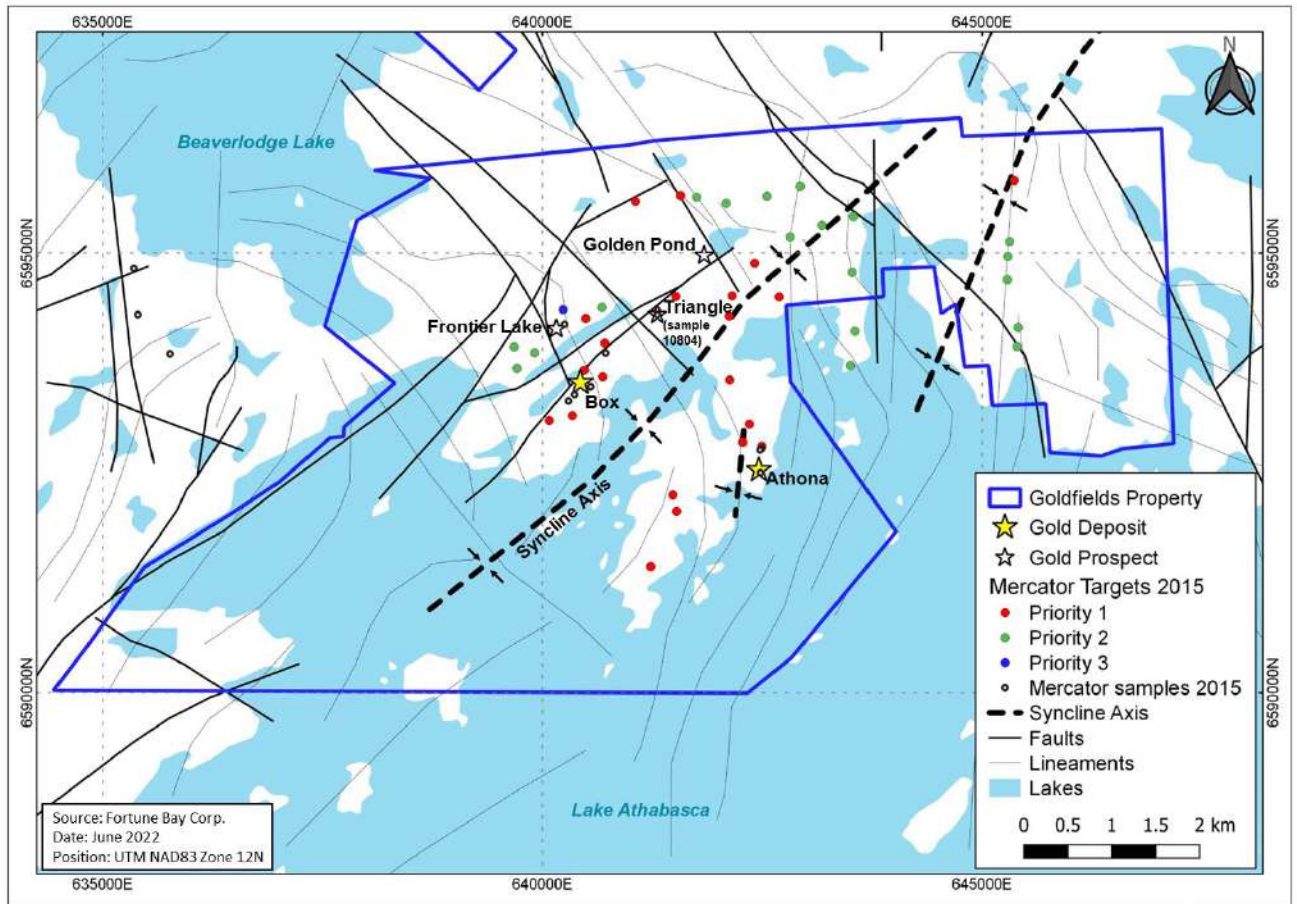 635000E
640000E
645000E
N
Beaverlodge Lake
6595000N
6595000N
Golden Pond
Triangle
(sample
10804)
Frontier Lake
Box
Athona
Syncline Axis
Goldfields Property
Gold Deposit
Gold Prospect
Mercator Targets 2015
Priority 1
Priority 2
Priority 3
Mercator samples 2015
Syncline Axis
Faults
Lineaments
Lakes
0 0.5 1 1.5 2 km
6590000N
6590000N
Lake Athabasca
Source: Fortune Bay Corp.
Date: June 2022
Position: UTM NAD83 Zone 12N
635000E
640000E
645000E